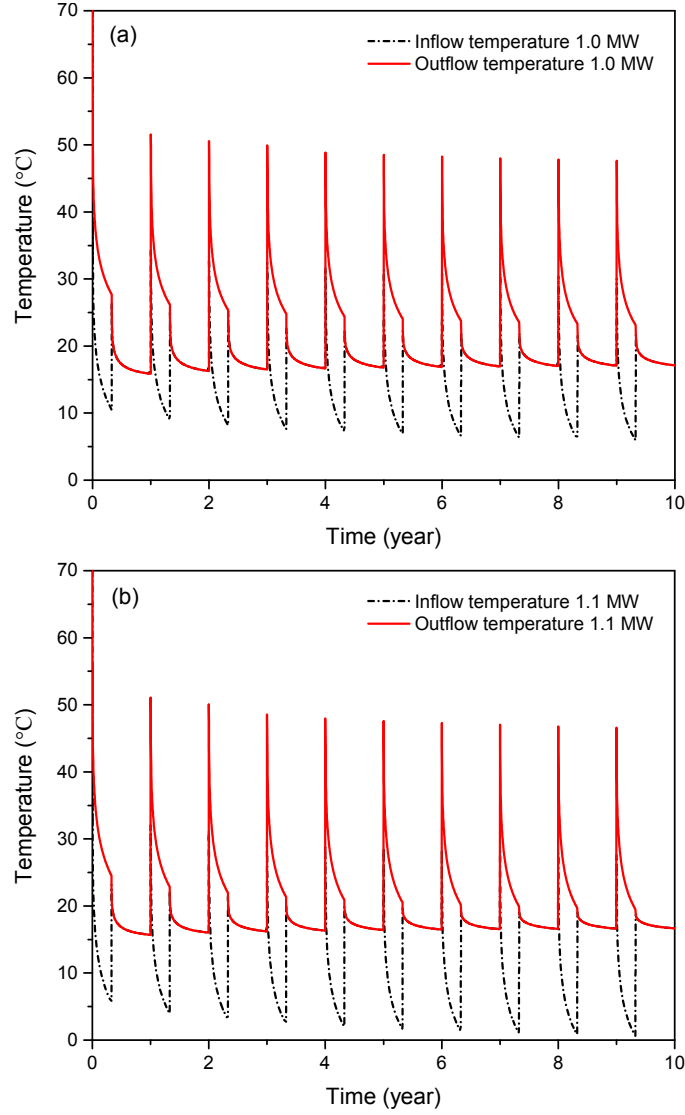 (a)
Inflow temperature 1.0 MW
Outflow temperature 1.0 MW
Temperature (°C)
70
60
50
40
30
20
10
0
0 2 4 6 8 10
Time (year)
(b)
Inflow temperature 1.1 MW
Outflow temperature 1.1 MW
Temperature (°C)
70
60
50
40
30
20
10
0
0 2 4 6 8 10
Time (year)